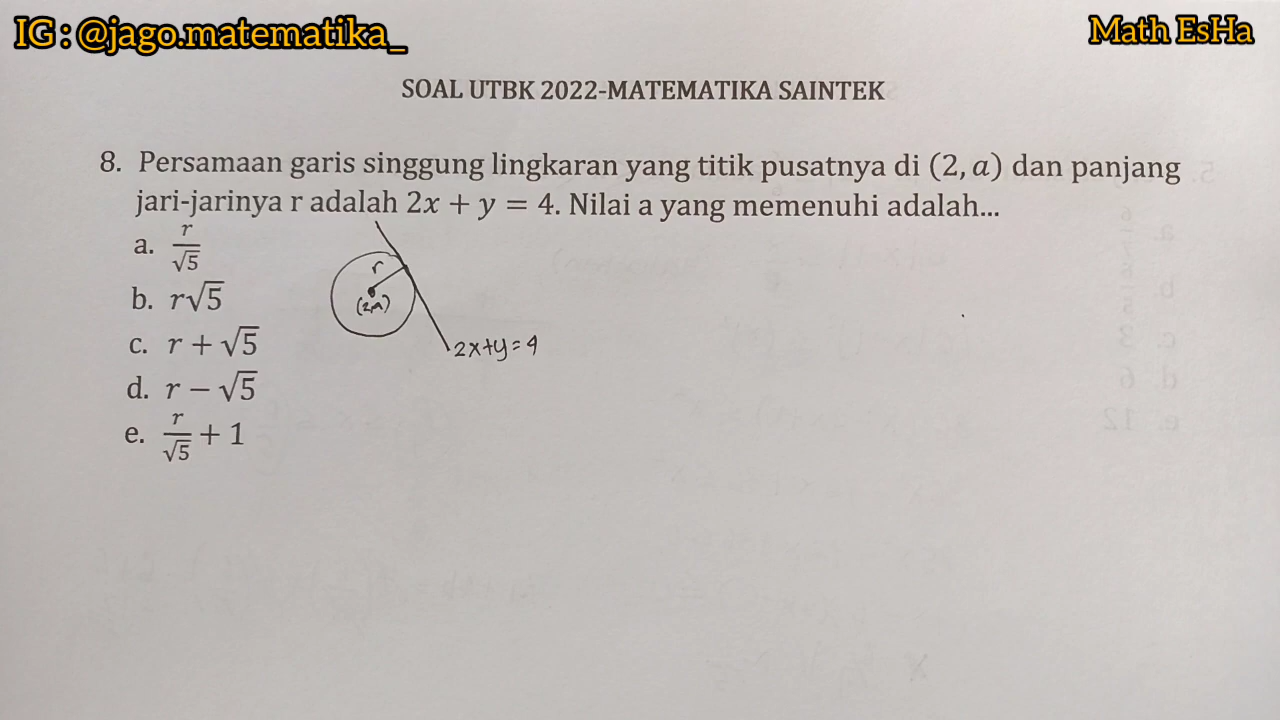 IG : @jago.matematika_
Math EsHa
SOAL UTBK 2022-MATEMATIKA SAINTEK
8. Persamaan garis singgung lingkaran yang titik pusatnya di (2, a) dan panjang
jari-jarinya r adalah 2x + y = 4. Nilai a yang memenuhi adalah...
a. r/√5
b. r√5
c. r + √5
d. r − √5
e. r/√5 + 1
r
(2,a)
2x+y=4